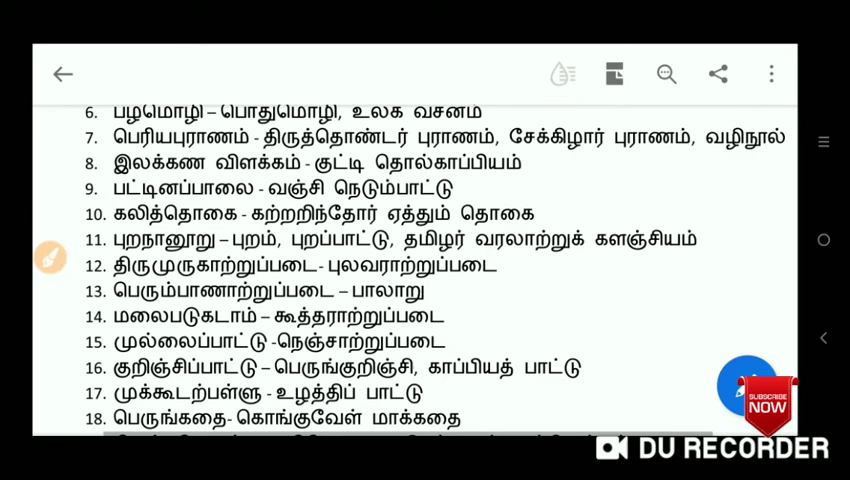 6. பழமொழி – பொதுமொழி, உலக வசனம்
7. பெரியபுராணம் - திருத்தொண்டர் புராணம், சேக்கிழார் புராணம், வழிநூல்
8. இலக்கண விளக்கம் - குட்டி தொல்காப்பியம்
9. பட்டினப்பாலை - வஞ்சி நெடும்பாட்டு
10. கலித்தொகை - கற்றறிந்தோர் ஏத்தும் தொகை
11. புறநானூறு – புறம், புறப்பாட்டு, தமிழர் வரலாற்றுக் களஞ்சியம்
12. திருமுருகாற்றுப்படை- புலவராற்றுப்படை
13. பெரும்பாணாற்றுப்படை – பாலாறு
14. மலைபடுகடாம் – கூத்தராற்றுப்படை
15. முல்லைப்பாட்டு -நெஞ்சாற்றுப்படை
16. குறிஞ்சிப்பாட்டு – பெருங்குறிஞ்சி, காப்பியத் பாட்டு
17. முக்கூடற்பள்ளு - உழத்திப் பாட்டு
18. பெருங்கதை- கொங்குவேள் மாக்கதை
SUBSCRIBE
NOW
DU RECORDER